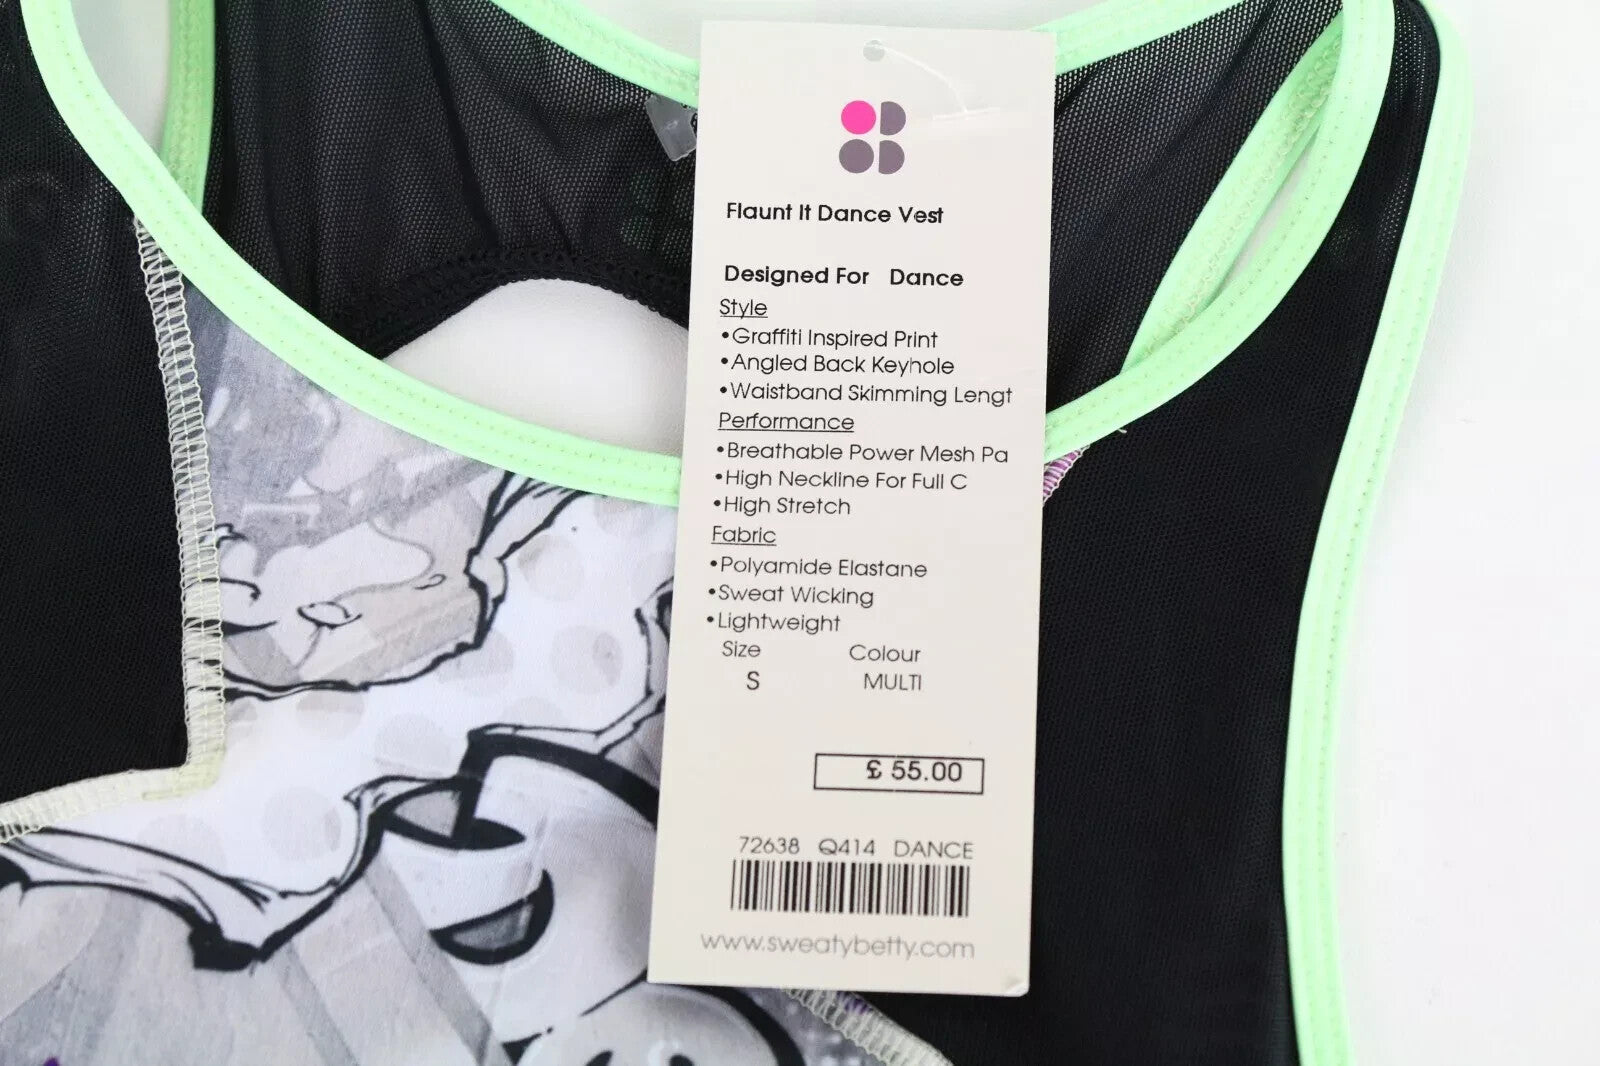 Flaunt It Dance Vest
Designed For Dance
Style
•Graffiti Inspired Print
•Angled Back Keyhole
•Waistband Skimming Lengt
Performance
•Breathable Power Mesh Pa
•High Neckline For Full C
•High Stretch
Fabric
•Polyamide Elastane
•Sweat Wicking
•Lightweight
Size Colour
S MULTI
£ 55.00
72638 Q414 DANCE
www.sweatybetty.com